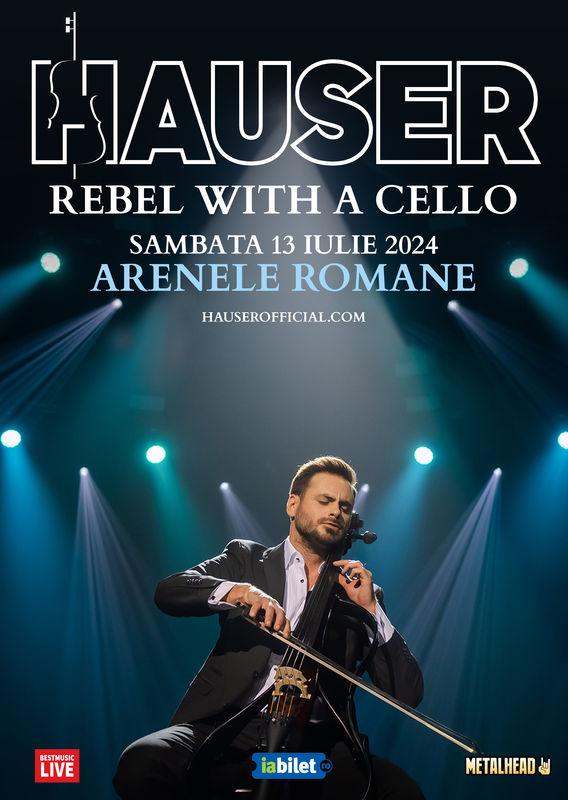 HAUSER
REBEL WITH A CELLO
SAMBATA 13 IULIE 2024
ARENELE ROMANE
HAUSEROFFICIAL.COM
BESTMUSIC
LIVE
iabilet ro
METALHEAD